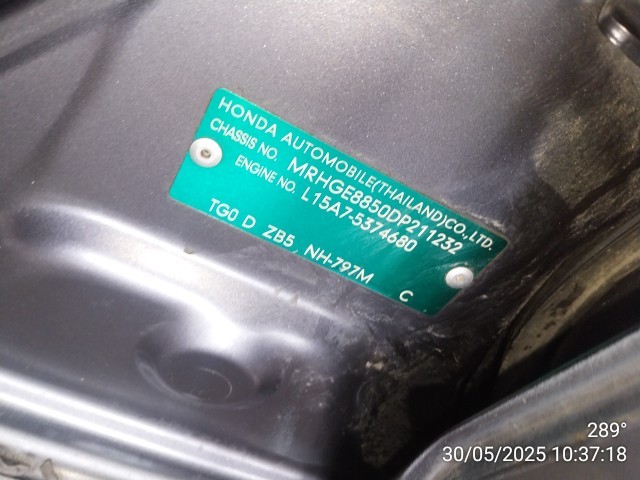 HONDA AUTOMOBILE(THAILAND)CO.,LTD.
CHASSIS NO. MRHGE8850DP211232
ENGINE NO. L15A7-5374680
TG0 D ZB5 NH-797M C
289°
30/05/2025 10:37:18